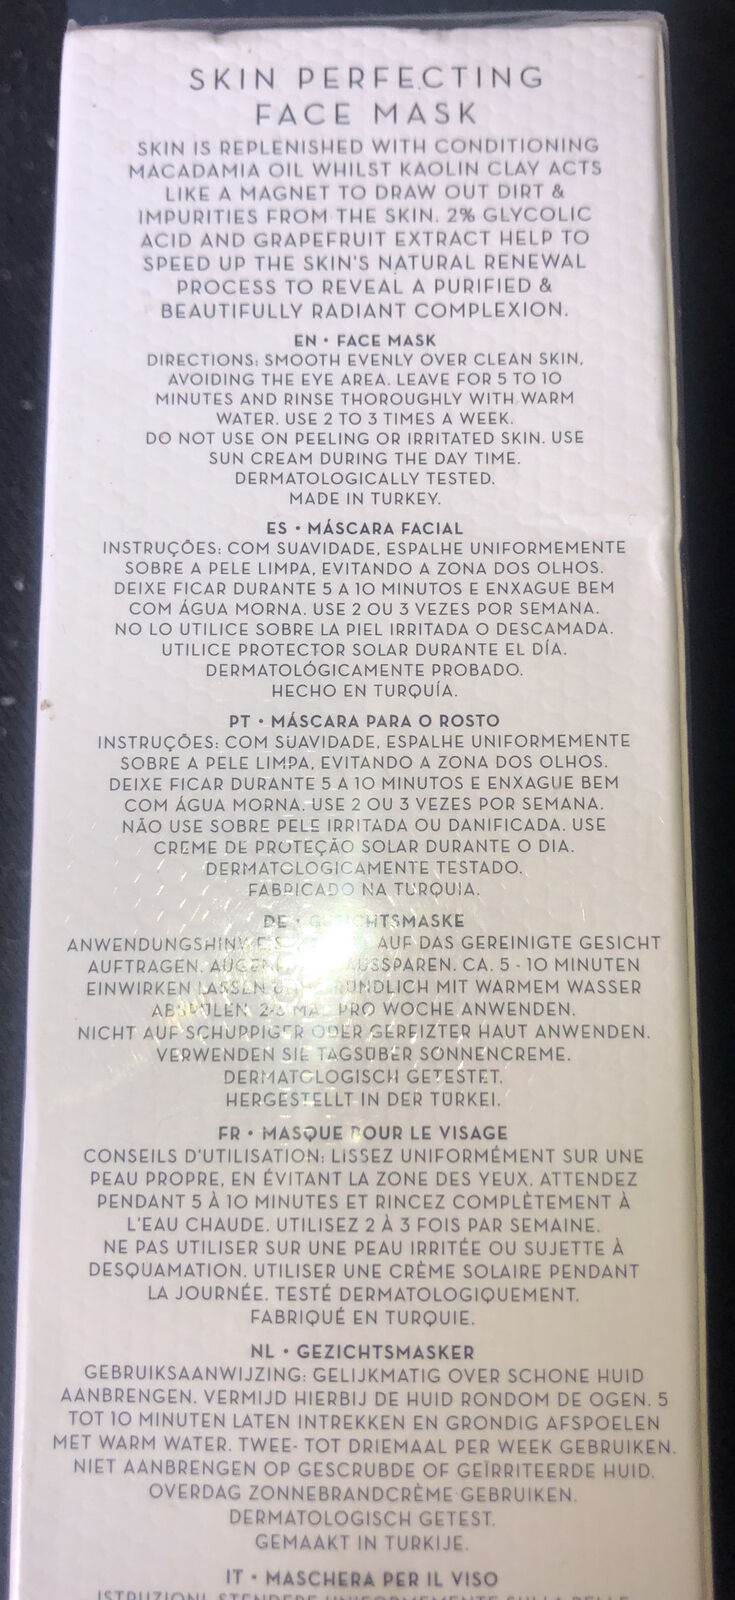 SKIN PERFECTING
FACE MASK
SKIN IS REPLENISHED WITH CONDITIONING
MACADAMIA OIL WHILST KAOLIN CLAY ACTS
LIKE A MAGNET TO DRAW OUT DIRT &
IMPURITIES FROM THE SKIN. 2% GLYCOLIC
ACID AND GRAPEFRUIT EXTRACT HELP TO
SPEED UP THE SKIN'S NATURAL RENEWAL
PROCESS TO REVEAL A PURIFIED &
BEAUTIFULLY RADIANT COMPLEXION.
EN • FACE MASK
DIRECTIONS: SMOOTH EVENLY OVER CLEAN SKIN,
AVOIDING THE EYE AREA. LEAVE FOR 5 TO 10
MINUTES AND RINSE THOROUGHLY WITH WARM
WATER. USE 2 TO 3 TIMES A WEEK.
DO NOT USE ON PEELING OR IRRITATED SKIN. USE
SUN CREAM DURING THE DAY TIME.
DERMATOLOGICALLY TESTED.
MADE IN TURKEY.
ES • MÁSCARA FACIAL
INSTRUÇÕES: COM SUAVIDADE, ESPALHE UNIFORMEMENTE
SOBRE A PELE LIMPA, EVITANDO A ZONA DOS OLHOS.
DEIXE FICAR DURANTE 5 A 10 MINUTOS E ENXAGUE BEM
COM ÁGUA MORNA. USE 2 OU 3 VEZES POR SEMANA.
NO LO UTILICE SOBRE LA PIEL IRRITADA O DESCAMADA.
UTILICE PROTECTOR SOLAR DURANTE EL DÍA.
DERMATOLÓGICAMENTE PROBADO.
HECHO EN TURQUÍA.
PT • MÁSCARA PARA O ROSTO
INSTRUÇÕES: COM SUAVIDADE, ESPALHE UNIFORMEMENTE
SOBRE A PELE LIMPA, EVITANDO A ZONA DOS OLHOS.
DEIXE FICAR DURANTE 5 A 10 MINUTOS E ENXAGUE BEM
COM ÁGUA MORNA. USE 2 OU 3 VEZES POR SEMANA.
NÃO USE SOBRE PELE IRRITADA OU DANIFICADA. USE
CREME DE PROTEÇÃO SOLAR DURANTE O DIA.
DERMATOLOGICAMENTE TESTADO.
FABRICADO NA TURQUIA.
DE • GESICHTSMASKE
AUF DAS GEREINIGTE GESICHT
AUFTRAGEN. AUSSPAREN. CA. 5 - 10 MINUTEN
EINWIRKEN LASSEN GRÜNDLICH MIT WARMEM WASSER
ABSPÜLEN. 2-3 MAL PRO WOCHE ANWENDEN.
NICHT AUF SCHUPPIGER ODER GEREIZTER HAUT ANWENDEN.
VERWENDEN SIE TAGSÜBER SONNENCREME.
DERMATOLOGISCH GETESTET.
HERGESTELLT IN DER TÜRKEI.
FR • MASQUE POUR LE VISAGE
CONSEILS D'UTILISATION: LISSEZ UNIFORMÉMENT SUR UNE
PEAU PROPRE, EN ÉVITANT LA ZONE DES YEUX. ATTENDEZ
PENDANT 5 À 10 MINUTES ET RINCEZ COMPLÈTEMENT À
L'EAU CHAUDE. UTILISEZ 2 À 3 FOIS PAR SEMAINE.
NE PAS UTILISER SUR UNE PEAU IRRITÉE OU SUJETTE À
DESQUAMATION. UTILISER UNE CRÈME SOLAIRE PENDANT
LA JOURNÉE. TESTÉ DERMATOLOGIQUEMENT.
FABRIQUÉ EN TURQUIE.
NL • GEZICHTSMASKER
GEBRUIKSAANWIJZING: GELIJKMATIG OVER SCHONE HUID
AANBRENGEN. VERMIJD HIERBIJ DE HUID RONDOM DE OGEN. 5
TOT 10 MINUTEN LATEN INTREKKEN EN GRONDIG AFSPOELEN
MET WARM WATER. TWEE- TOT DRIEMAAL PER WEEK GEBRUIKEN.
NIET AANBRENGEN OP GESCRUBDE OF GEÏRRITEERDE HUID.
OVERDAG ZONNEBRANDCRÈME GEBRUIKEN.
DERMATOLOGISCH GETEST.
GEMAAKT IN TURKIJE.
IT • MASCHERA PER IL VISO
ISTRUZIONI: STENDERE UNIFORMEMENTE SULLA PELLE